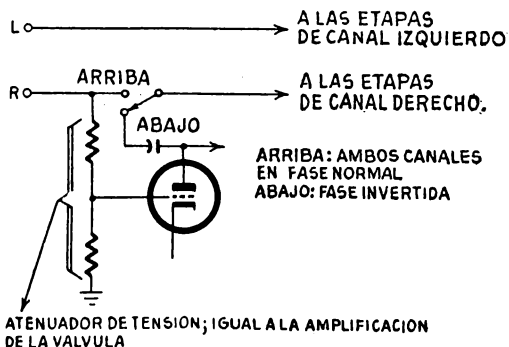 L
A LAS ETAPAS
DE CANAL IZQUIERDO
ARRIBA
R
A LAS ETAPAS
DE CANAL DERECHO.
ABAJO
ARRIBA: AMBOS CANALES
EN FASE NORMAL
ABAJO: FASE INVERTIDA
ATENUADOR DE TENSION; IGUAL A LA AMPLIFICACION
DE LA VALVULA